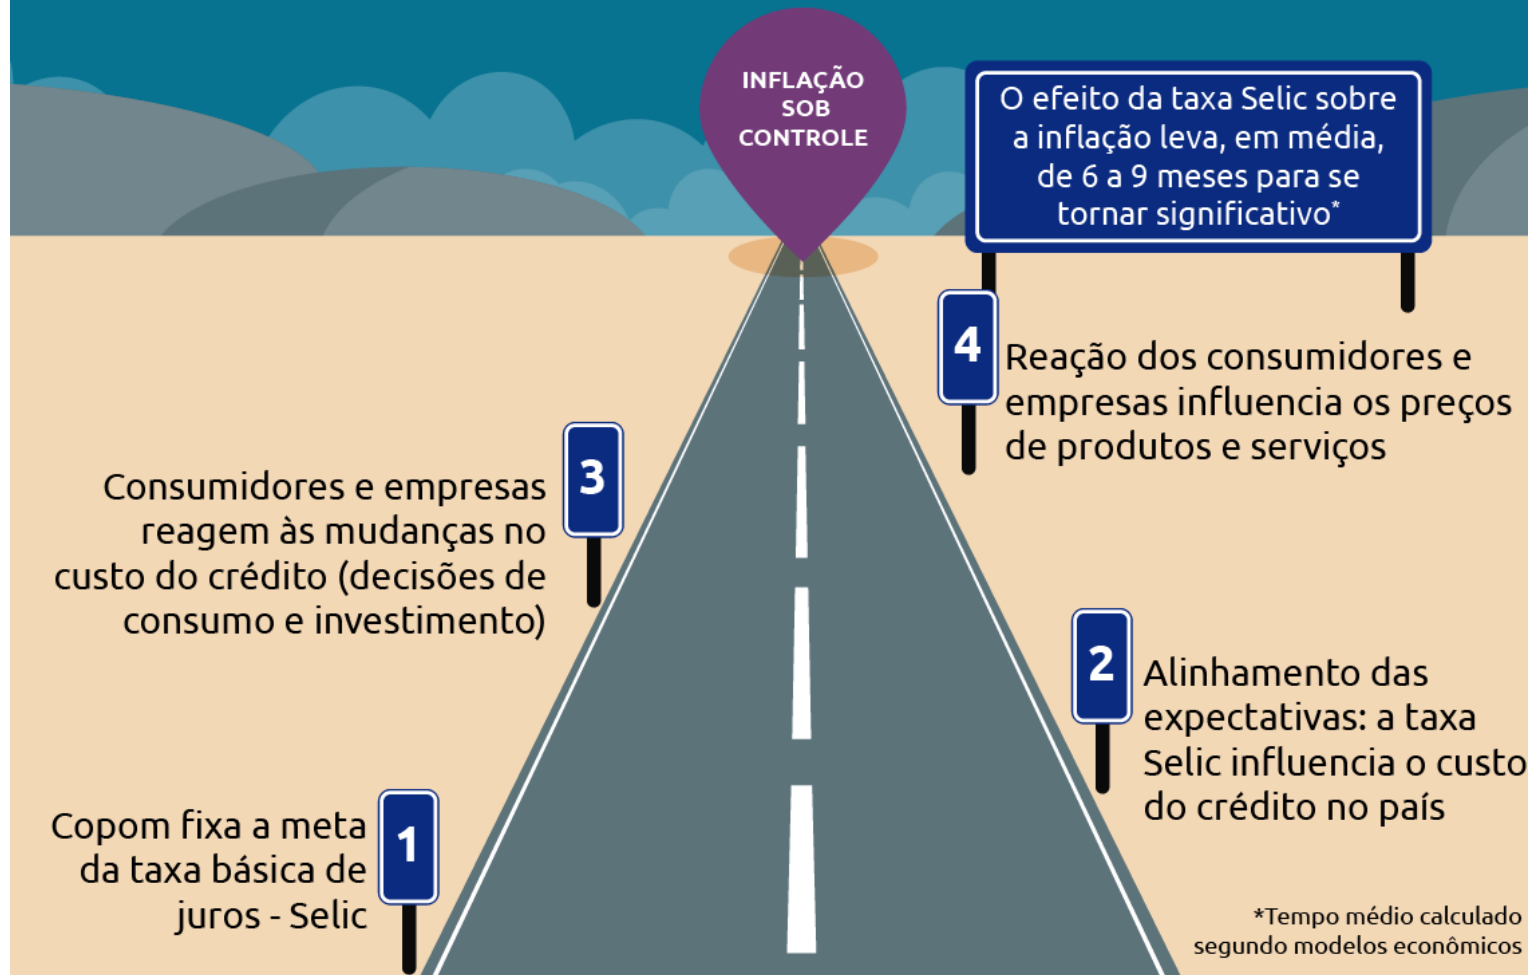 INFLAÇÃO
SOB
CONTROLE
O efeito da taxa Selic sobre
a inflação leva, em média,
de 6 a 9 meses para se
tornar significativo*
4
Reação dos consumidores e
empresas influencia os preços
de produtos e serviços
3
Consumidores e empresas
reagem às mudanças no
custo do crédito (decisões de
consumo e investimento)
2
Alinhamento das
expectativas: a taxa
Selic influencia o custo
do crédito no país
1
Copom fixa a meta
da taxa básica de
juros - Selic
*Tempo médio calculado
segundo modelos econômicos